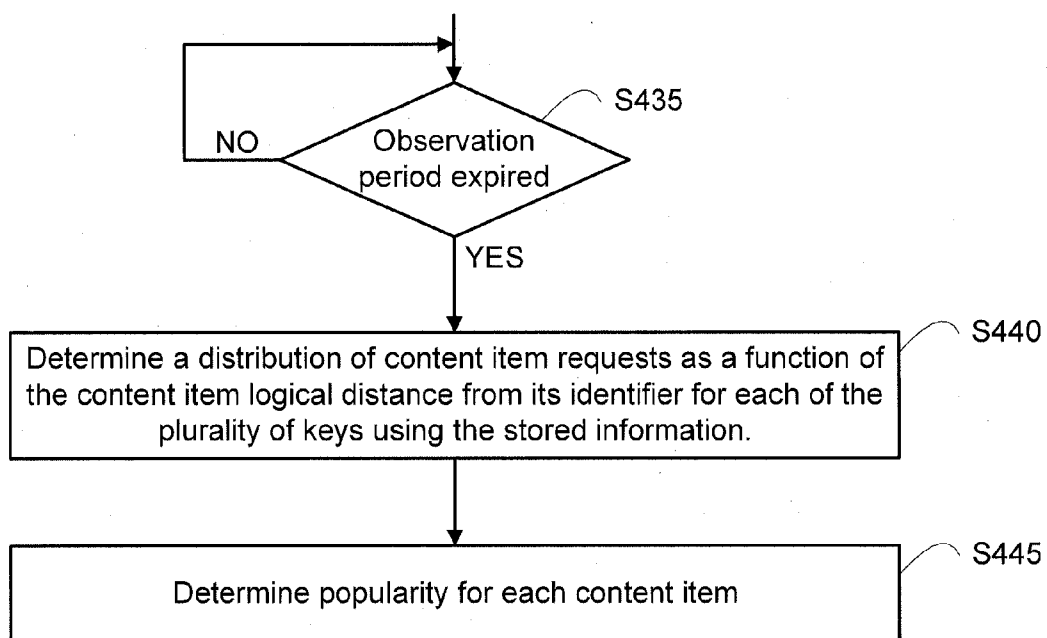 S435
Observation
period expired
NO
YES
S440
Determine a distribution of content item requests as a function of
the content item logical distance from its identifier for each of the
plurality of keys using the stored information.
S445
Determine popularity for each content item